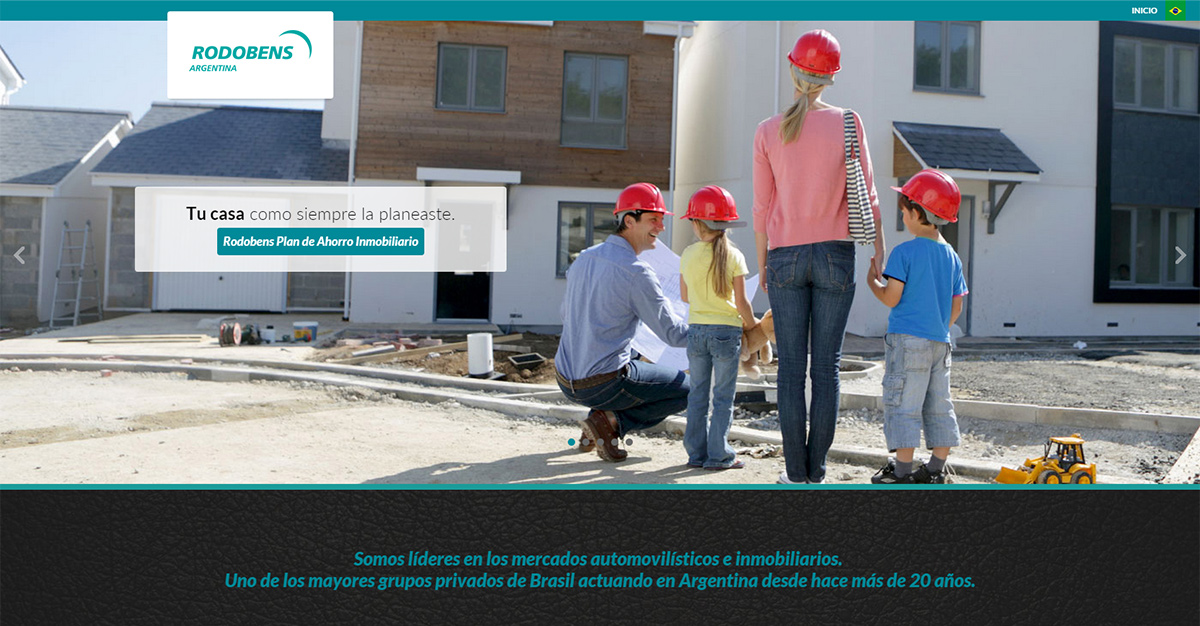 INICIO
RODOBENS
ARGENTINA
Tu casa como siempre la planeaste.
Rodobens Plan de Ahorro Inmobiliario
Somos líderes en los mercados automovilísticos e inmobiliarios.
Uno de los mayores grupos privados de Brasil actuando en Argentina desde hace más de 20 años.